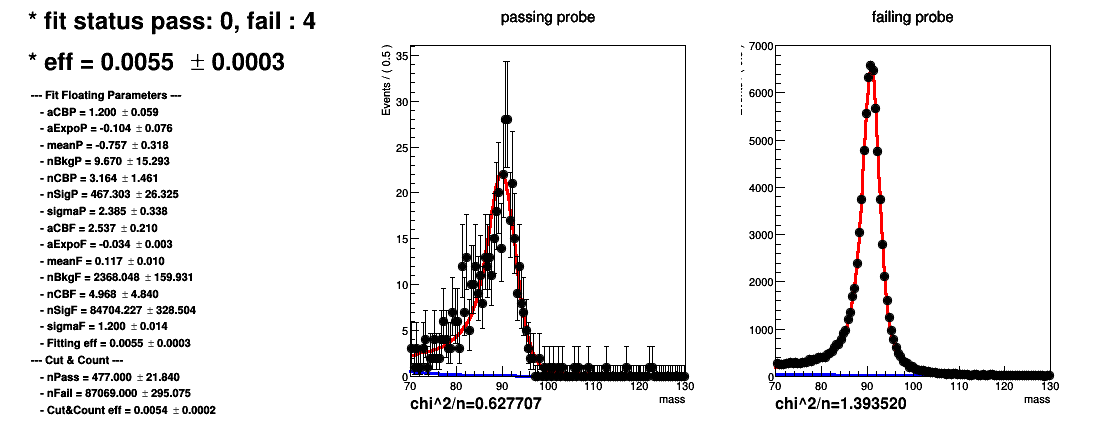 * fit status pass: 0, fail : 4
* eff = 0.0055 ± 0.0003
--- Fit Floating Parameters ---
- aCBP = 1.200 ± 0.059
- aExpoP = -0.104 ± 0.076
- meanP = -0.757 ± 0.318
- nBkgP = 9.670 ± 15.293
- nCBP = 3.164 ± 1.461
- nSigP = 467.303 ± 26.325
- sigmaP = 2.385 ± 0.338
- aCBF = 2.537 ± 0.210
- aExpoF = -0.034 ± 0.003
- meanF = 0.117 ± 0.010
- nBkgF = 2368.048 ± 159.931
- nCBF = 4.968 ± 4.840
- nSigF = 84704.227 ± 328.504
- sigmaF = 1.200 ± 0.014
- Fitting eff = 0.0055 ± 0.0003
--- Cut & Count ---
- nPass = 477.000 ± 21.840
- nFail = 87069.000 ± 295.075
- Cut&Count eff = 0.0054 ± 0.0002
passing probe
Events / ( 0.5 )
35
30
25
20
15
10
5
0
70 80 90 100 110 120 130
mass
chi^2/n=0.627707
failing probe
7000
6000
5000
4000
3000
2000
1000
0
70 80 90 100 110 120 130
mass
chi^2/n=1.393520